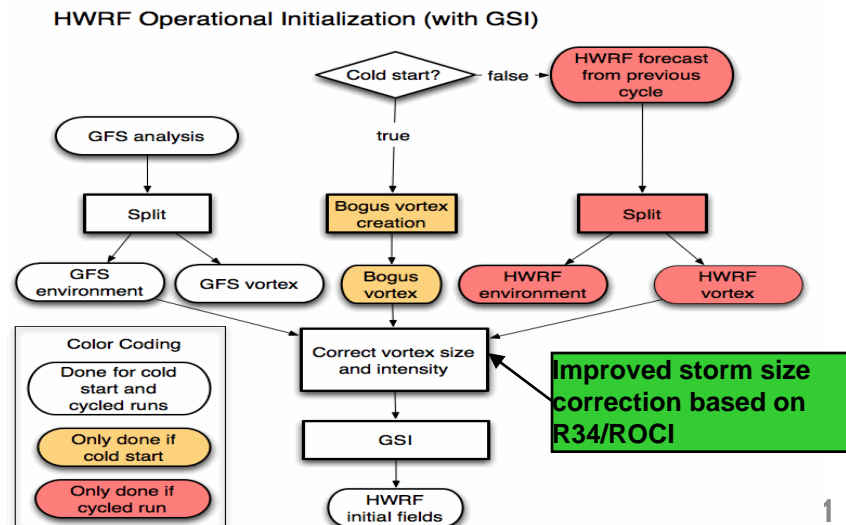 HWRF Operational Initialization (with GSI)
Cold start?
false
HWRF forecast
from previous
cycle
true
GFS analysis
Split
Bogus vortex
creation
Split
GFS
environment
GFS vortex
Bogus
vortex
HWRF
environment
HWRF
vortex
Correct vortex size
and intensity
Improved storm size
correction based on
R34/ROCI
GSI
HWRF
initial fields
Color Coding
Done for cold
start and
cycled runs
Only done if
cold start
Only done if
cycled run
1